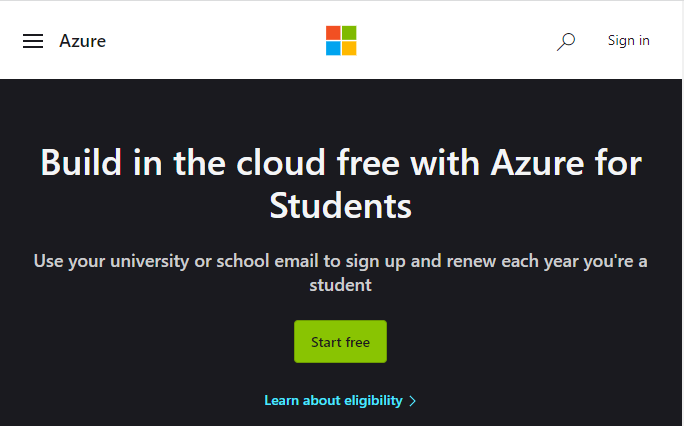 Azure
Sign in
Build in the cloud free with Azure for
Students
Use your university or school email to sign up and renew each year you're a
student
Start free
Learn about eligibility